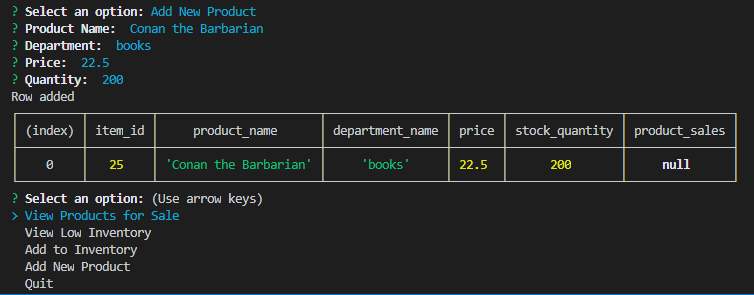 ? Select an option: Add New Product
? Product Name: Conan the Barbarian
? Department: books
? Price: 22.5
? Quantity: 200
Row added
(index) item_id product_name department_name price stock_quantity product_sales
0 25 'Conan the Barbarian' 'books' 22.5 200 null
? Select an option: (Use arrow keys)
> View Products for Sale
View Low Inventory
Add to Inventory
Add New Product
Quit